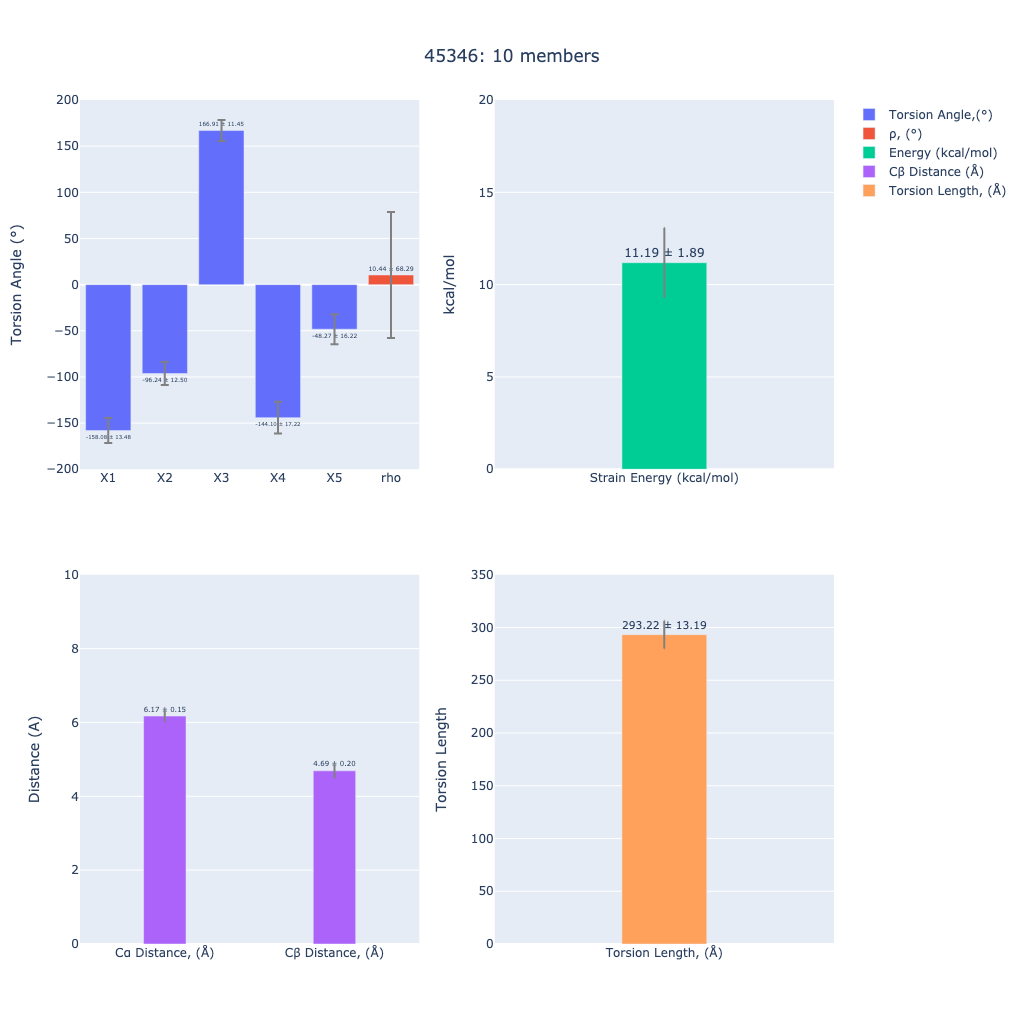 45346: 10 members
Torsion Angle (°)
200
150
100
50
0
−50
−100
−150
−200
-158.08 ± 13.48
-96.24 ± 12.50
166.91 ± 11.45
-144.10 ± 17.22
-48.27 ± 16.22
10.44 ± 68.29
X1 X2 X3 X4 X5 rho
kcal/mol
20
15
10
5
0
11.19 ± 1.89
Strain Energy (kcal/mol)
Torsion Angle,(°)
ρ, (°)
Energy (kcal/mol)
Cβ Distance (Å)
Torsion Length, (Å)
Distance (A)
10
8
6
4
2
0
6.17 ± 0.15
4.69 ± 0.20
Cα Distance, (Å) Cβ Distance, (Å)
Torsion Length
350
300
250
200
150
100
50
0
293.22 ± 13.19
Torsion Length, (Å)